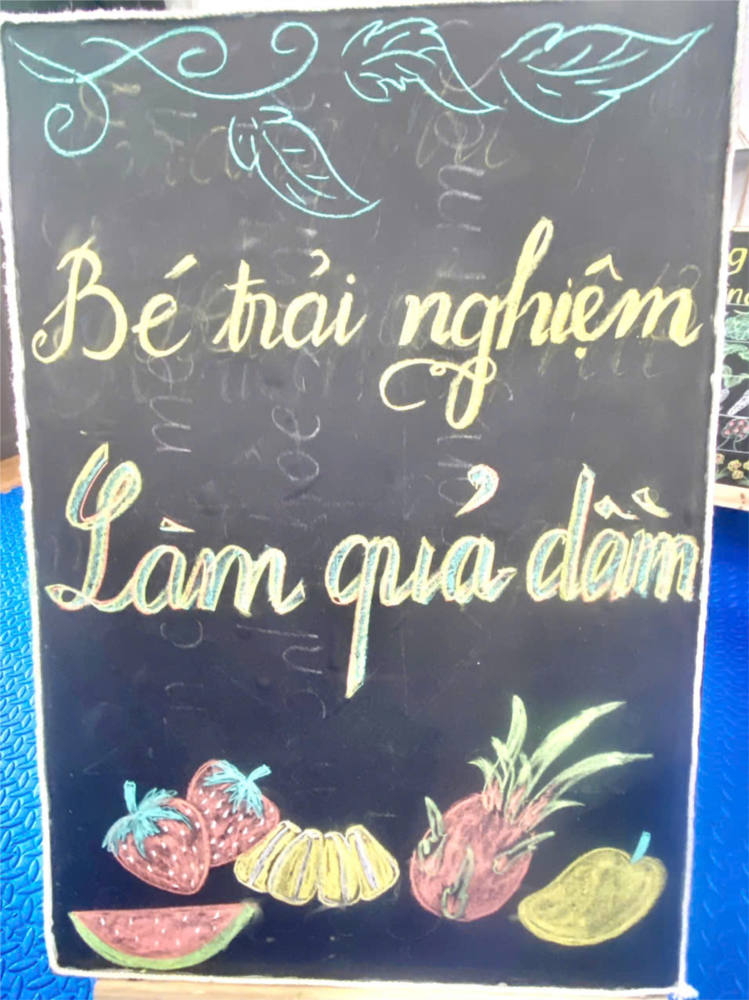 Bé trải nghiệm
Làm quả dầm